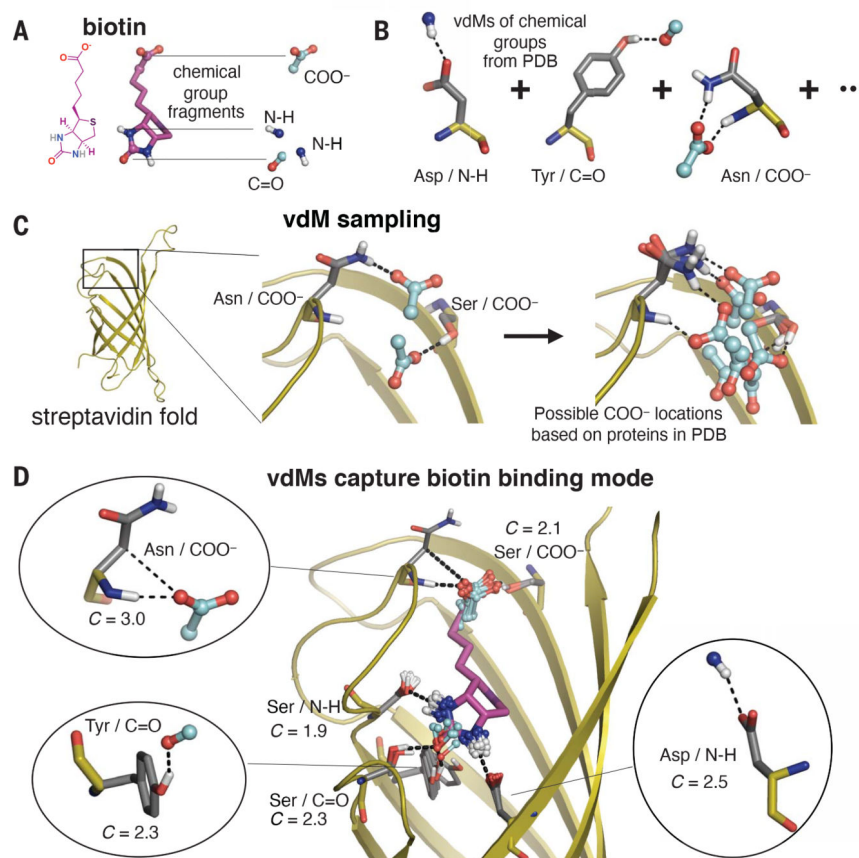 A
biotin
O
O⁻
H
S
HN
NH
H
O
chemical
group
fragments
COO⁻
N-H
N-H
C=O
B
vdMs of chemical
groups
from PDB
+
+
+
••
Asp / N-H
Tyr / C=O
Asn / COO⁻
C
vdM sampling
Asn / COO⁻
Ser / COO⁻
streptavidin fold
Possible COO⁻ locations
based on proteins in PDB
D
vdMs capture biotin binding mode
Asn / COO⁻
C = 3.0
C = 2.1
Ser / COO⁻
Ser / N-H
C = 1.9
Tyr / C=O
C = 2.3
Ser / C=O
C = 2.3
Asp / N-H
C = 2.5